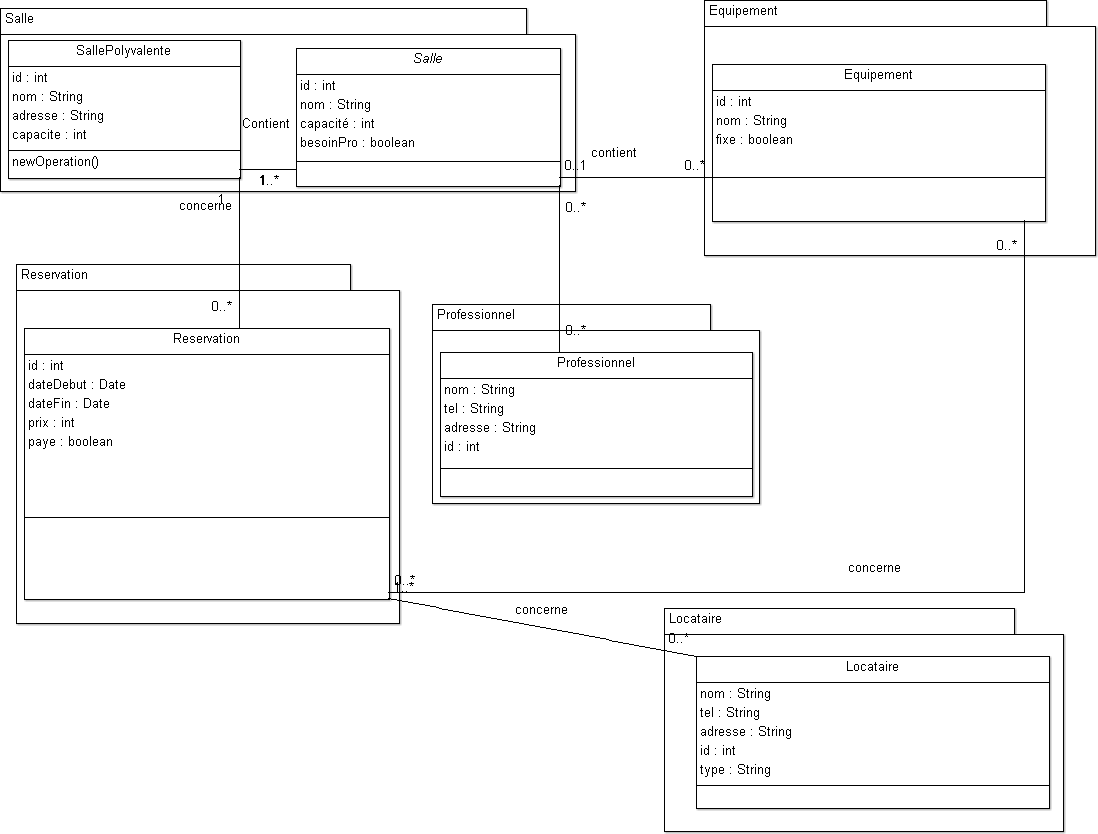 Salle
SallePolyvalente
id : int
nom : String
adresse : String
capacite : int
newOperation()
Contient
1..*
Salle
id : int
nom : String
capacité : int
besoinPro : boolean
0..1
contient
0..*
Equipement
Equipement
id : int
nom : String
fixe : boolean
0..*
1
concerne
0..*
0..*
0..*
Reservation
Reservation
id : int
dateDebut : Date
dateFin : Date
prix : int
paye : boolean
Professionnel
Professionnel
nom : String
tel : String
adresse : String
id : int
0..*
1..*
concerne
concerne
Locataire
0..*
Locataire
nom : String
tel : String
adresse : String
id : int
type : String